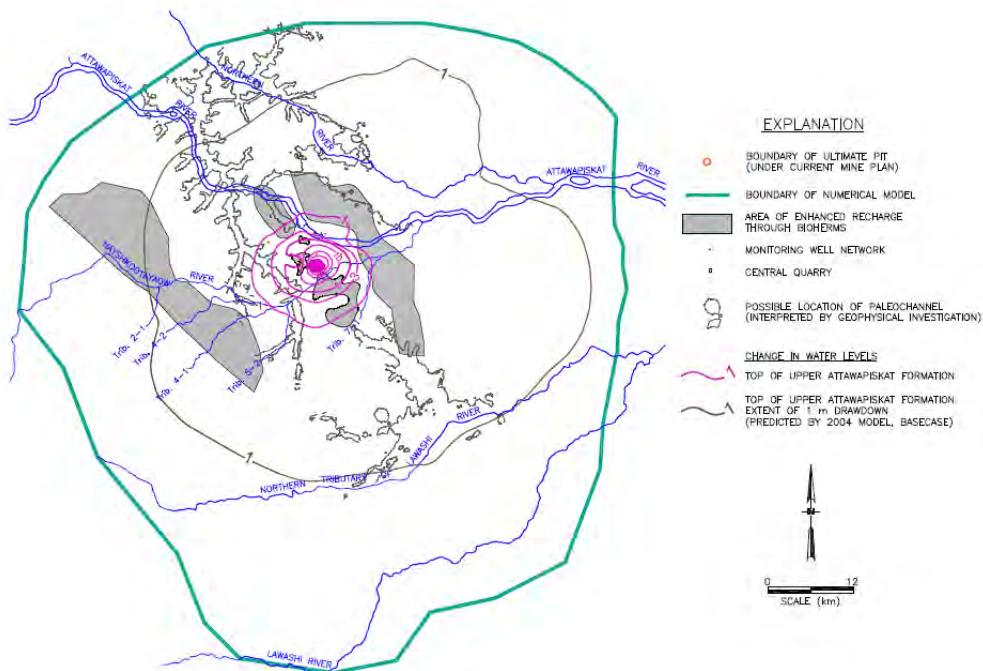 ATTAWAPISKAT
RIVER
NORTHERN
RIVER
1
ATTAWAPISKAT
RIVER
NAYSHKOOTAYAOW
RIVER
Trib. 2-1
Trib. 4-1
Trib. 5-2
Trib.
1
LAWASHI
RIVER
NORTHERN TRIBUTARY
LAWASHI RIVER
EXPLANATION
BOUNDARY OF ULTIMATE PIT
(UNDER CURRENT MINE PLAN)
BOUNDARY OF NUMERICAL MODEL
AREA OF ENHANCED RECHARGE
THROUGH BIOHERMS
MONITORING WELL NETWORK
CENTRAL QUARRY
POSSIBLE LOCATION OF PALEOCHANNEL
(INTERPRETED BY GEOPHYSICAL INVESTIGATION)
CHANGE IN WATER LEVELS
1
TOP OF UPPER ATTAWAPISKAT FORMATION
1
TOP OF UPPER ATTAWAPISKAT FORMATION
EXTENT OF 1 m DRAWDOWN
(PREDICTED BY 2004 MODEL, BASECASE)
0 12
SCALE (km)